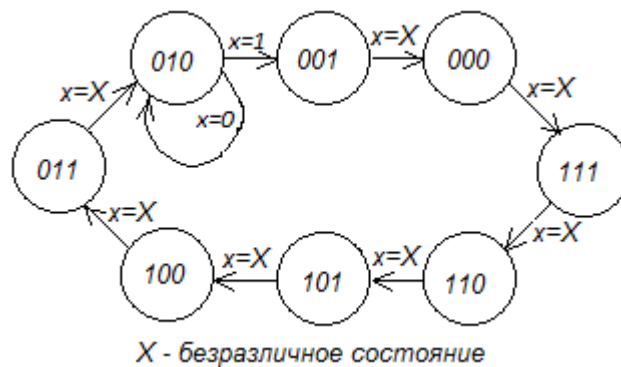 x=1
x=X
010
001
000
x=X
x=0
x=X
011
111
x=X
x=X
x=X
x=X
100
101
110
X - безразличное состояние